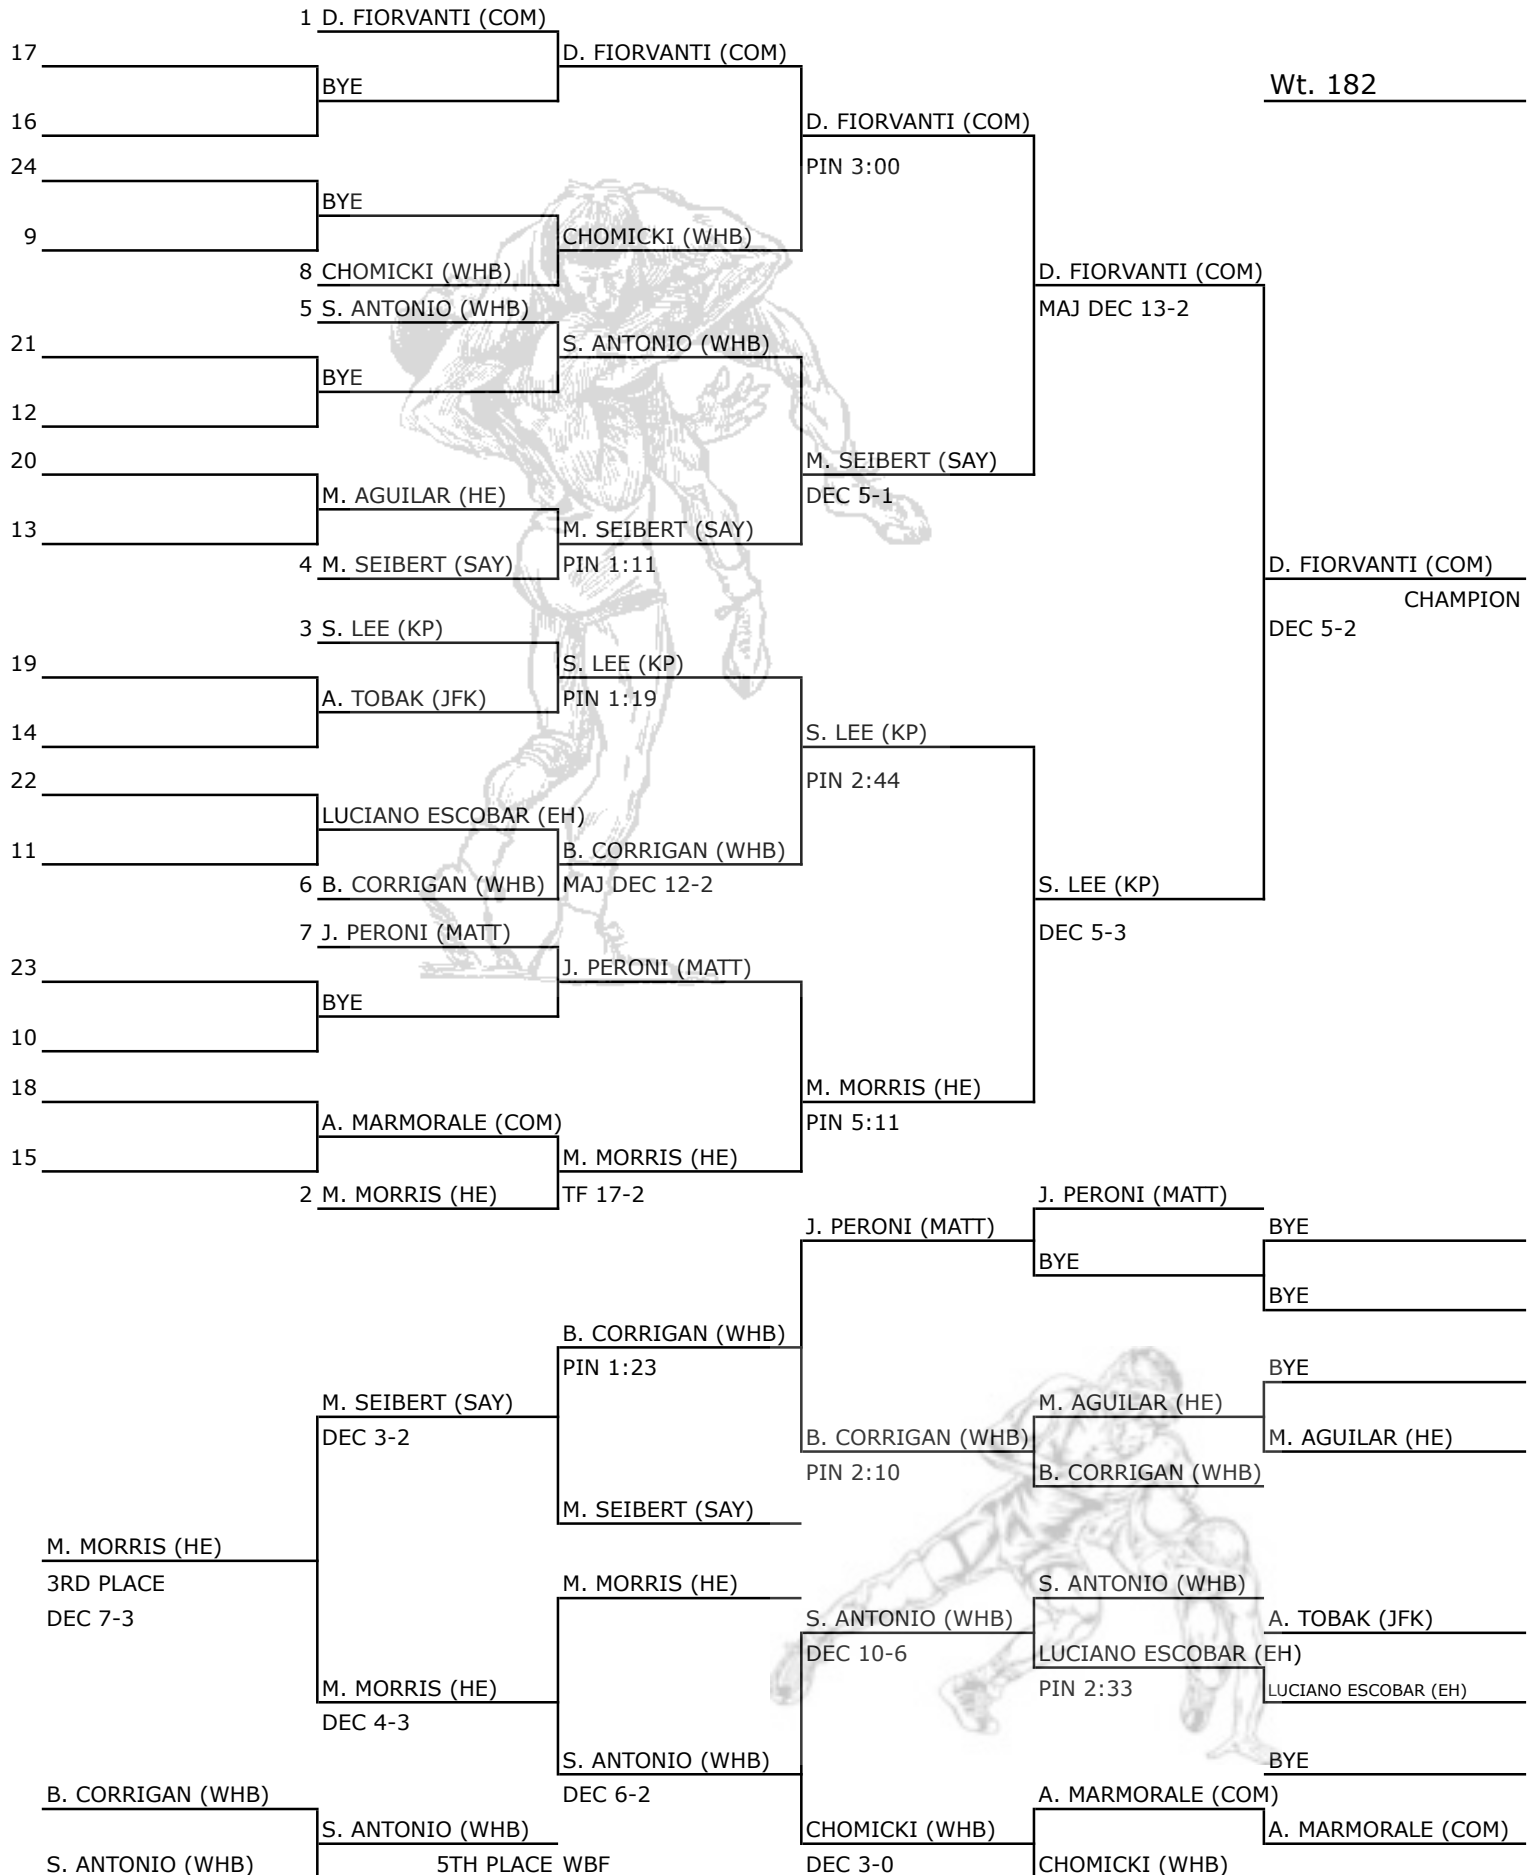 1 D. FIORVANTI (COM)
17
D. FIORVANTI (COM)
BYE
Wt. 182
16
D. FIORVANTI (COM)
24
PIN 3:00
BYE
9
CHOMICKI (WHB)
8 CHOMICKI (WHB)
D. FIORVANTI (COM)
5 S. ANTONIO (WHB)
MAJ DEC 13-2
21
S. ANTONIO (WHB)
BYE
12
20
M. SEIBERT (SAY)
M. AGUILAR (HE)
DEC 5-1
13
M. SEIBERT (SAY)
4 M. SEIBERT (SAY)
PIN 1:11
D. FIORVANTI (COM)
CHAMPION
3 S. LEE (KP)
DEC 5-2
19
S. LEE (KP)
A. TOBAK (JFK)
PIN 1:19
14
S. LEE (KP)
22
PIN 2:44
LUCIANO ESCOBAR (EH)
11
B. CORRIGAN (WHB)
6 B. CORRIGAN (WHB)
MAJ DEC 12-2
S. LEE (KP)
7 J. PERONI (MATT)
DEC 5-3
23
J. PERONI (MATT)
BYE
10
18
M. MORRIS (HE)
A. MARMORALE (COM)
PIN 5:11
15
M. MORRIS (HE)
2 M. MORRIS (HE)
TF 17-2
J. PERONI (MATT)
J. PERONI (MATT)
BYE
BYE
BYE
B. CORRIGAN (WHB)
PIN 1:23
BYE
M. SEIBERT (SAY)
M. AGUILAR (HE)
DEC 3-2
B. CORRIGAN (WHB)
M. AGUILAR (HE)
PIN 2:10
B. CORRIGAN (WHB)
M. SEIBERT (SAY)
M. MORRIS (HE)
3RD PLACE
M. MORRIS (HE)
S. ANTONIO (WHB)
DEC 7-3
S. ANTONIO (WHB)
A. TOBAK (JFK)
DEC 10-6
LUCIANO ESCOBAR (EH)
M. MORRIS (HE)
PIN 2:33
LUCIANO ESCOBAR (EH)
DEC 4-3
S. ANTONIO (WHB)
BYE
B. CORRIGAN (WHB)
DEC 6-2
A. MARMORALE (COM)
S. ANTONIO (WHB)
CHOMICKI (WHB)
A. MARMORALE (COM)
S. ANTONIO (WHB)
5TH PLACE WBF
DEC 3-0
CHOMICKI (WHB)